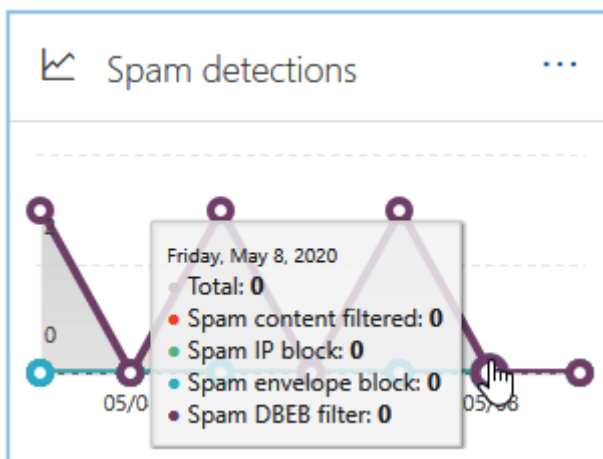 Spam detections
Friday, May 8, 2020
Total: 0
Spam content filtered: 0
Spam IP block: 0
Spam envelope block: 0
Spam DBEB filter: 0
0
05/0
05/08